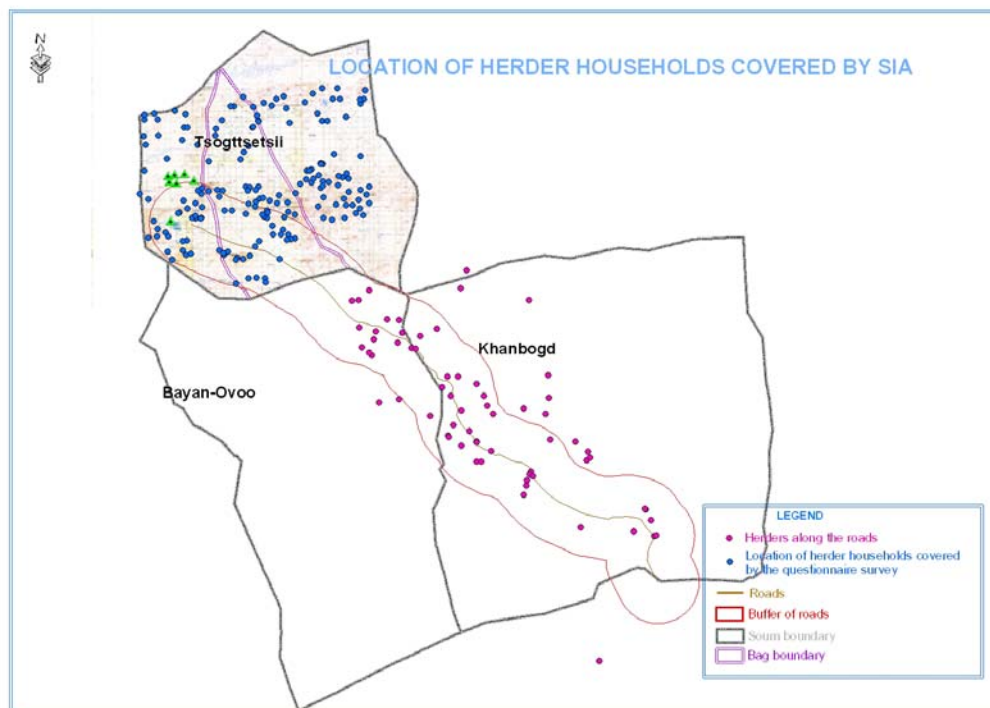 N
LOCATION OF HERDER HOUSEHOLDS COVERED BY SIA
Tsogttsetsii
Khanbogd
Bayan-Ovoo
LEGEND
Herders along the roads
Location of herder households covered
by the questionnaire survey
Roads
Buffer of roads
Soum boundary
Bag boundary